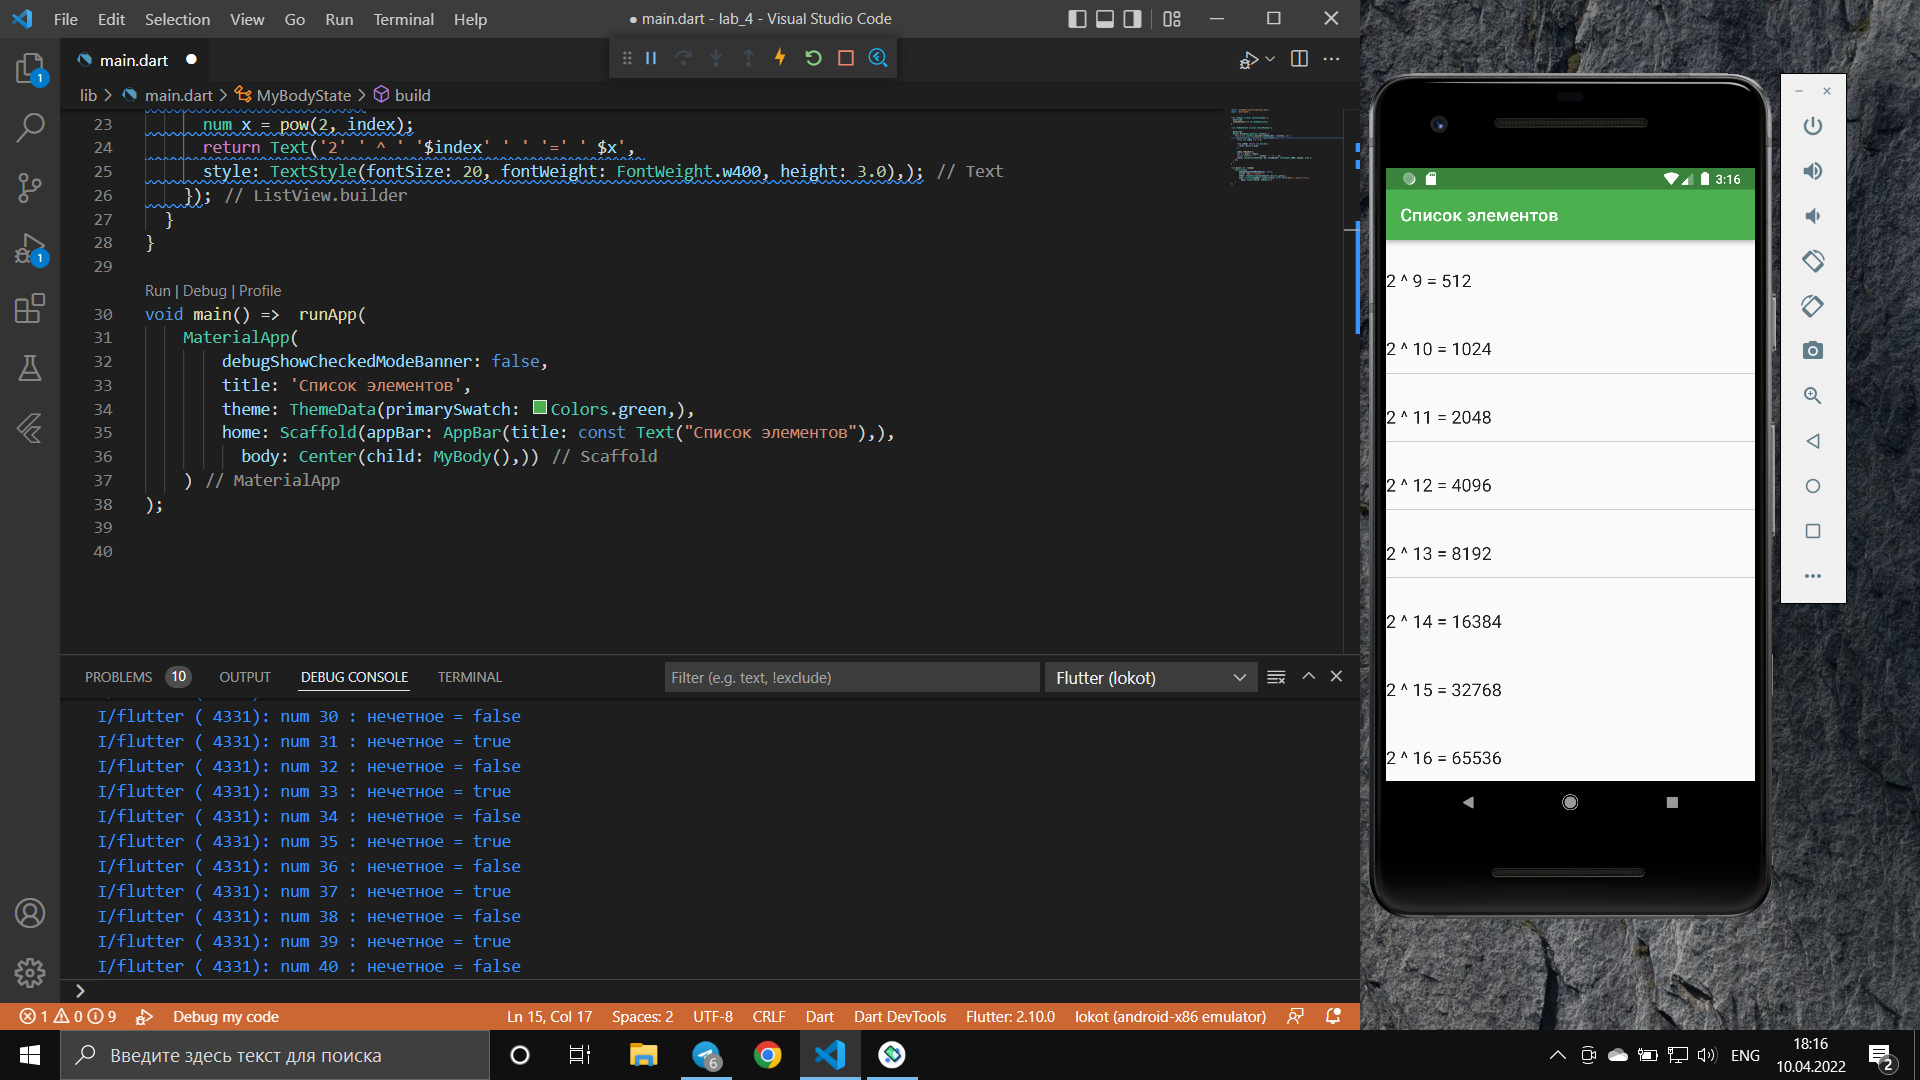 File Edit Selection View Go Run Terminal Help
● main.dart - lab_4 - Visual Studio Code
main.dart
lib > main.dart > MyBodyState > build
23 num x = pow(2, index);
24 return Text('2' ' ^ ' '$index' ' ' '=' ' $x',
25 style: TextStyle(fontSize: 20, fontWeight: FontWeight.w400, height: 3.0),); // Text
26 }); // ListView.builder
27 }
28 }
29
Run | Debug | Profile
30 void main() => runApp(
31 MaterialApp(
32 debugShowCheckedModeBanner: false,
33 title: 'Список элементов',
34 theme: ThemeData(primarySwatch: Colors.green,),
35 home: Scaffold(appBar: AppBar(title: const Text("Список элементов"),),
36 body: Center(child: MyBody(),)) // Scaffold
37 ) // MaterialApp
38 );
39
40
PROBLEMS 10 OUTPUT DEBUG CONSOLE TERMINAL
Filter (e.g. text, !exclude)
Flutter (lokot)
I/flutter ( 4331): num 30 : нечетное = false
I/flutter ( 4331): num 31 : нечетное = true
I/flutter ( 4331): num 32 : нечетное = false
I/flutter ( 4331): num 33 : нечетное = true
I/flutter ( 4331): num 34 : нечетное = false
I/flutter ( 4331): num 35 : нечетное = true
I/flutter ( 4331): num 36 : нечетное = false
I/flutter ( 4331): num 37 : нечетное = true
I/flutter ( 4331): num 38 : нечетное = false
I/flutter ( 4331): num 39 : нечетное = true
I/flutter ( 4331): num 40 : нечетное = false
1 0 9 Debug my code
Ln 15, Col 17 Spaces: 2 UTF-8 CRLF Dart Dart DevTools Flutter: 2.10.0 lokot (android-x86 emulator)
1
1
3:16
Список элементов
2 ^ 9 = 512
2 ^ 10 = 1024
2 ^ 11 = 2048
2 ^ 12 = 4096
2 ^ 13 = 8192
2 ^ 14 = 16384
2 ^ 15 = 32768
2 ^ 16 = 65536
Введите здесь текст для поиска
6
ENG
18:16
10.04.2022
2